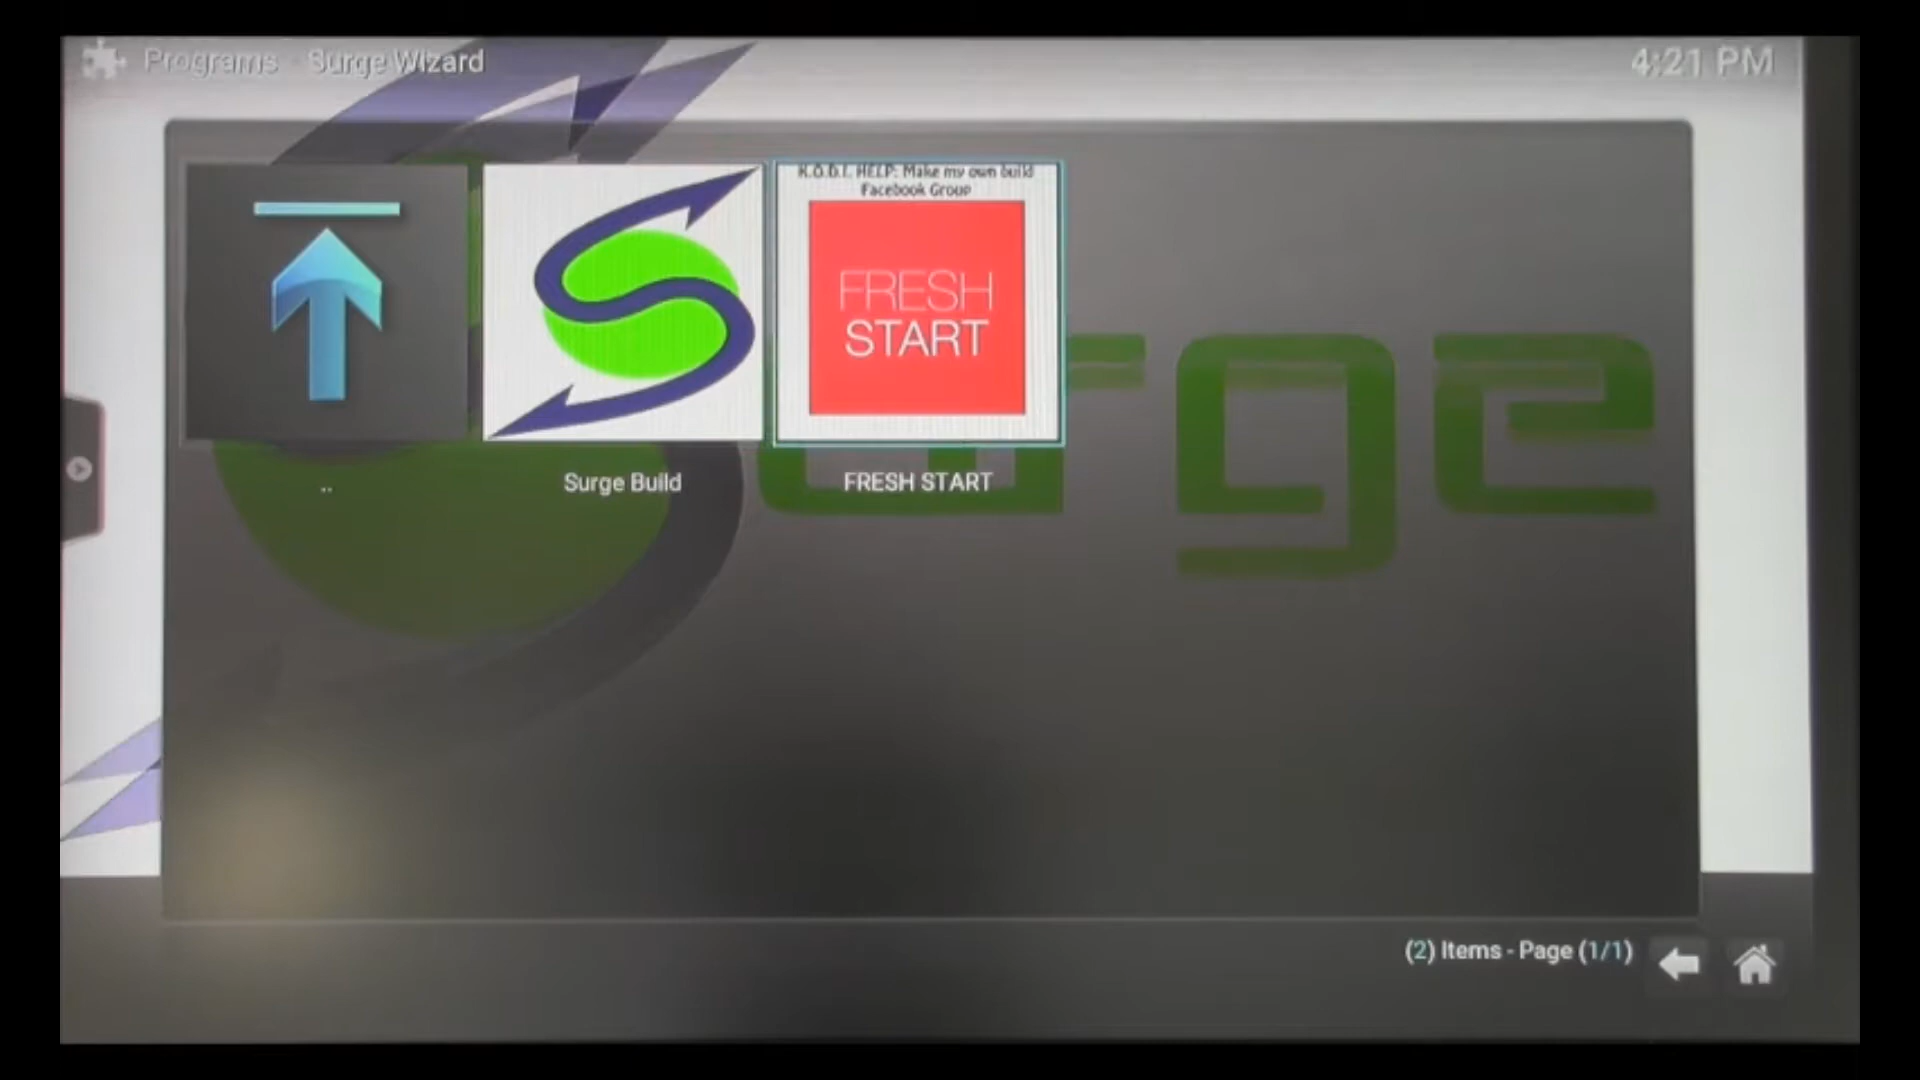 Programs - Surge Wizard
4:21 PM
K.O.D.I. HELP: Make my own build
Facebook Group
FRESH
START
..
Surge Build
FRESH START
urge
(2) Items - Page (1/1)